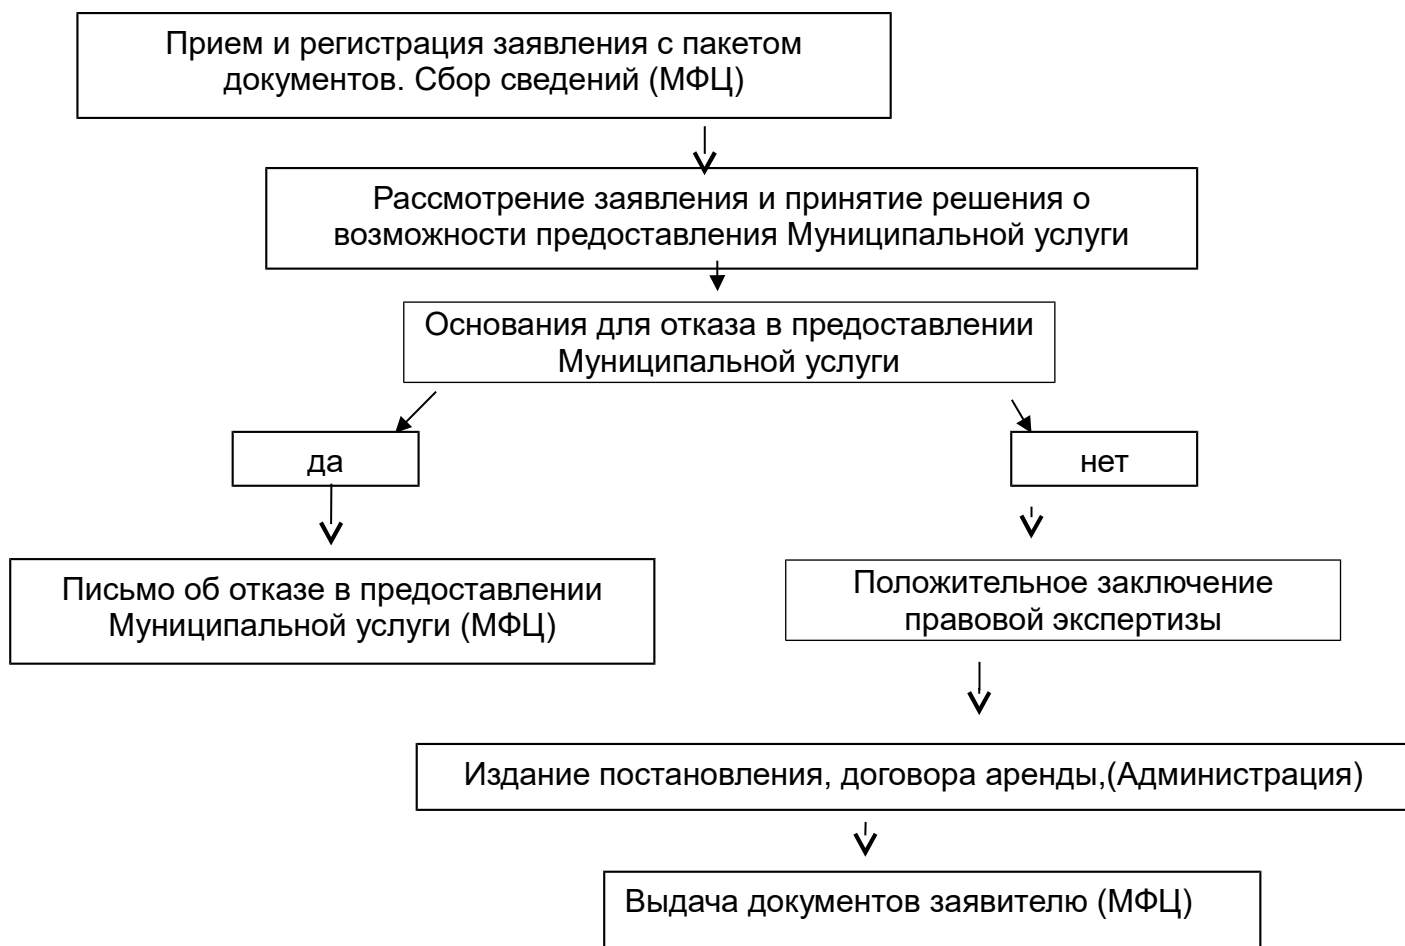 Прием и регистрация заявления с пакетом
документов. Сбор сведений (МФЦ)
Рассмотрение заявления и принятие решения о
возможности предоставления Муниципальной услуги
Основания для отказа в предоставлении
Муниципальной услуги
да
нет
Письмо об отказе в предоставлении
Муниципальной услуги (МФЦ)
Положительное заключение
правовой экспертизы
Издание постановления, договора аренды,(Администрация)
Выдача документов заявителю (МФЦ)